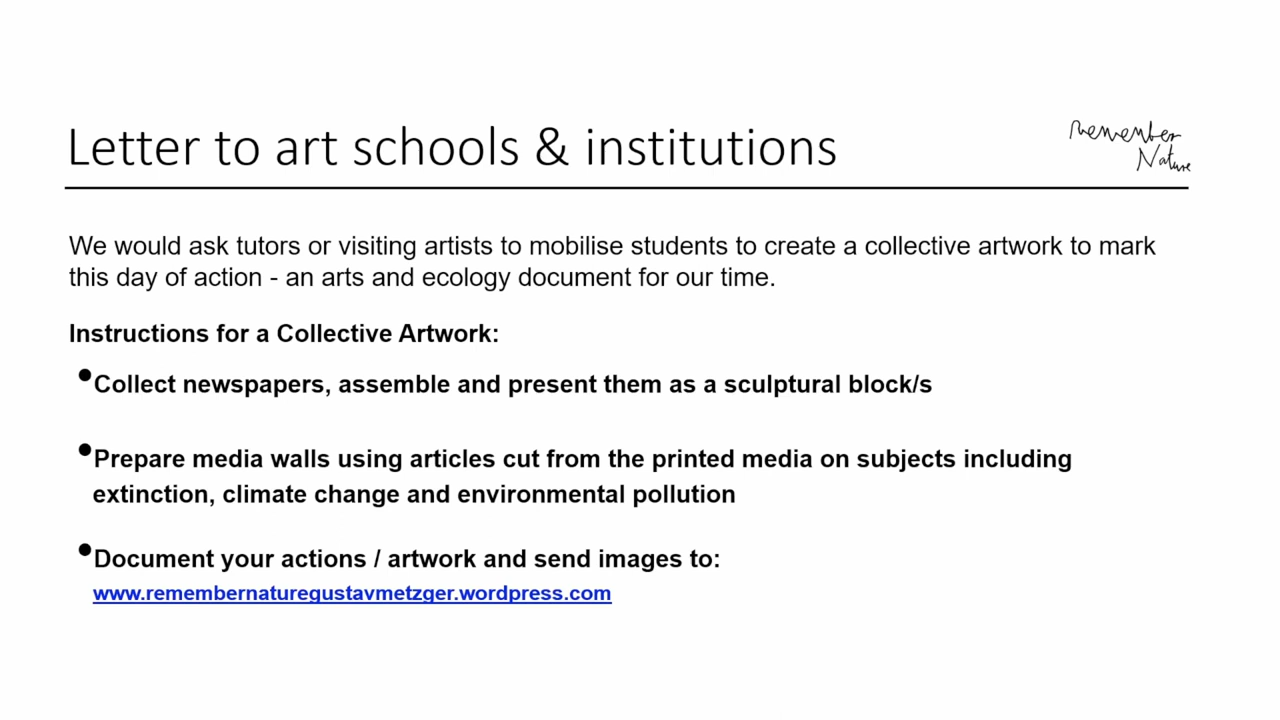 Letter to art schools & institutions
Remember
Nature
We would ask tutors or visiting artists to mobilise students to create a collective artwork to mark
this day of action - an arts and ecology document for our time.
Instructions for a Collective Artwork:
•Collect newspapers, assemble and present them as a sculptural block/s
•Prepare media walls using articles cut from the printed media on subjects including
extinction, climate change and environmental pollution
•Document your actions / artwork and send images to:
www.remembernaturegustavmetzger.wordpress.com